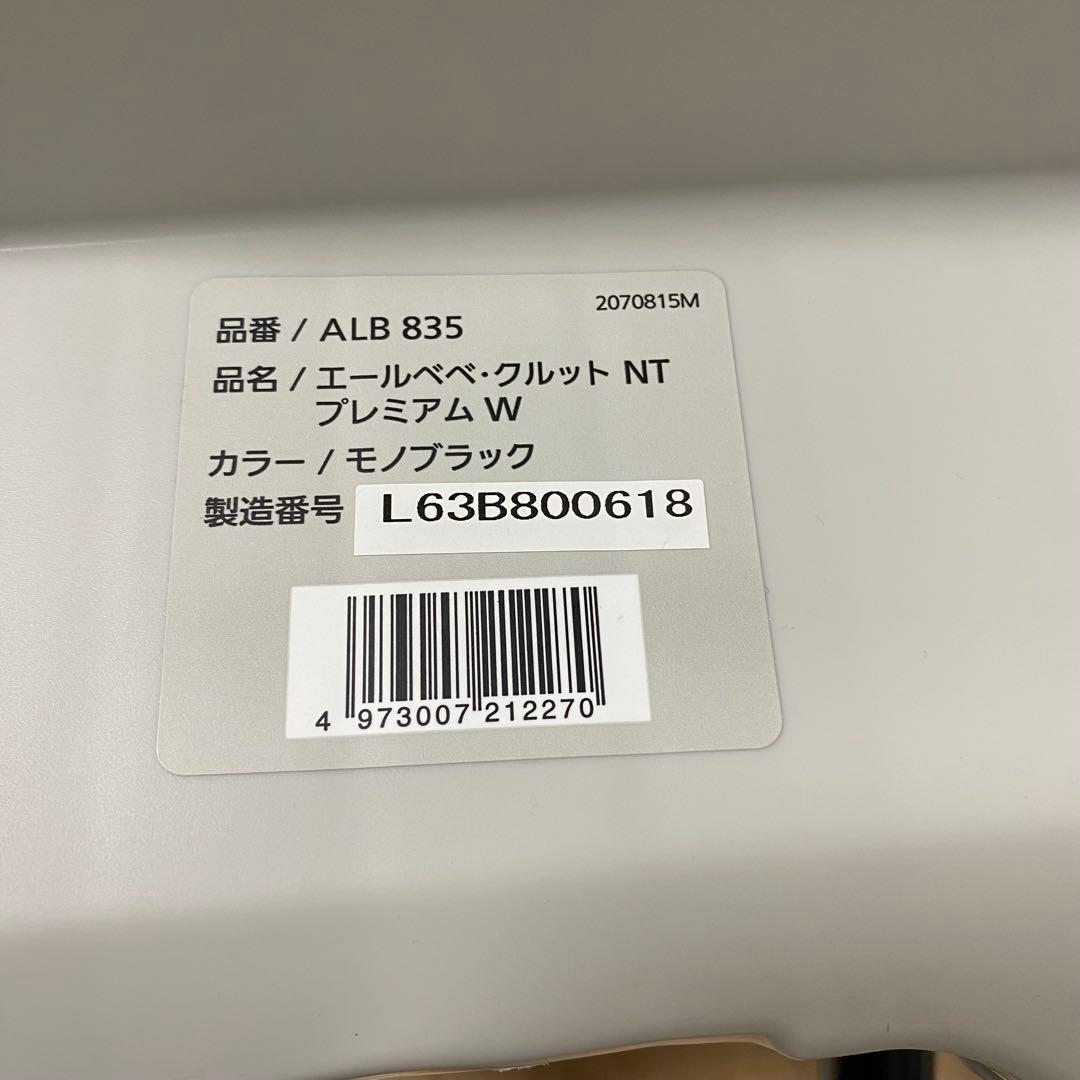 2070815M
品番 / ALB 835
品名 / エールベベ・クルット NT
プレミアム W
カラー / モノブラック
製造番号 L63B800618
4 973007 212270